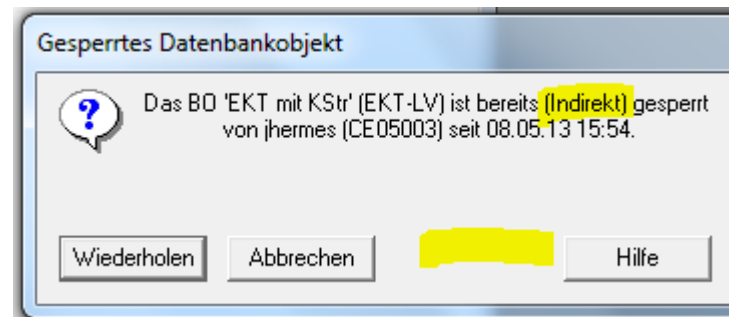 Gesperrtes Datenbankobjekt
Das BO 'EKT mit KStr' (EKT-LV) ist bereits (Indirekt) gesperrt
von jhermes (CE05003) seit 08.05.13 15:54.
Wiederholen Abbrechen Hilfe